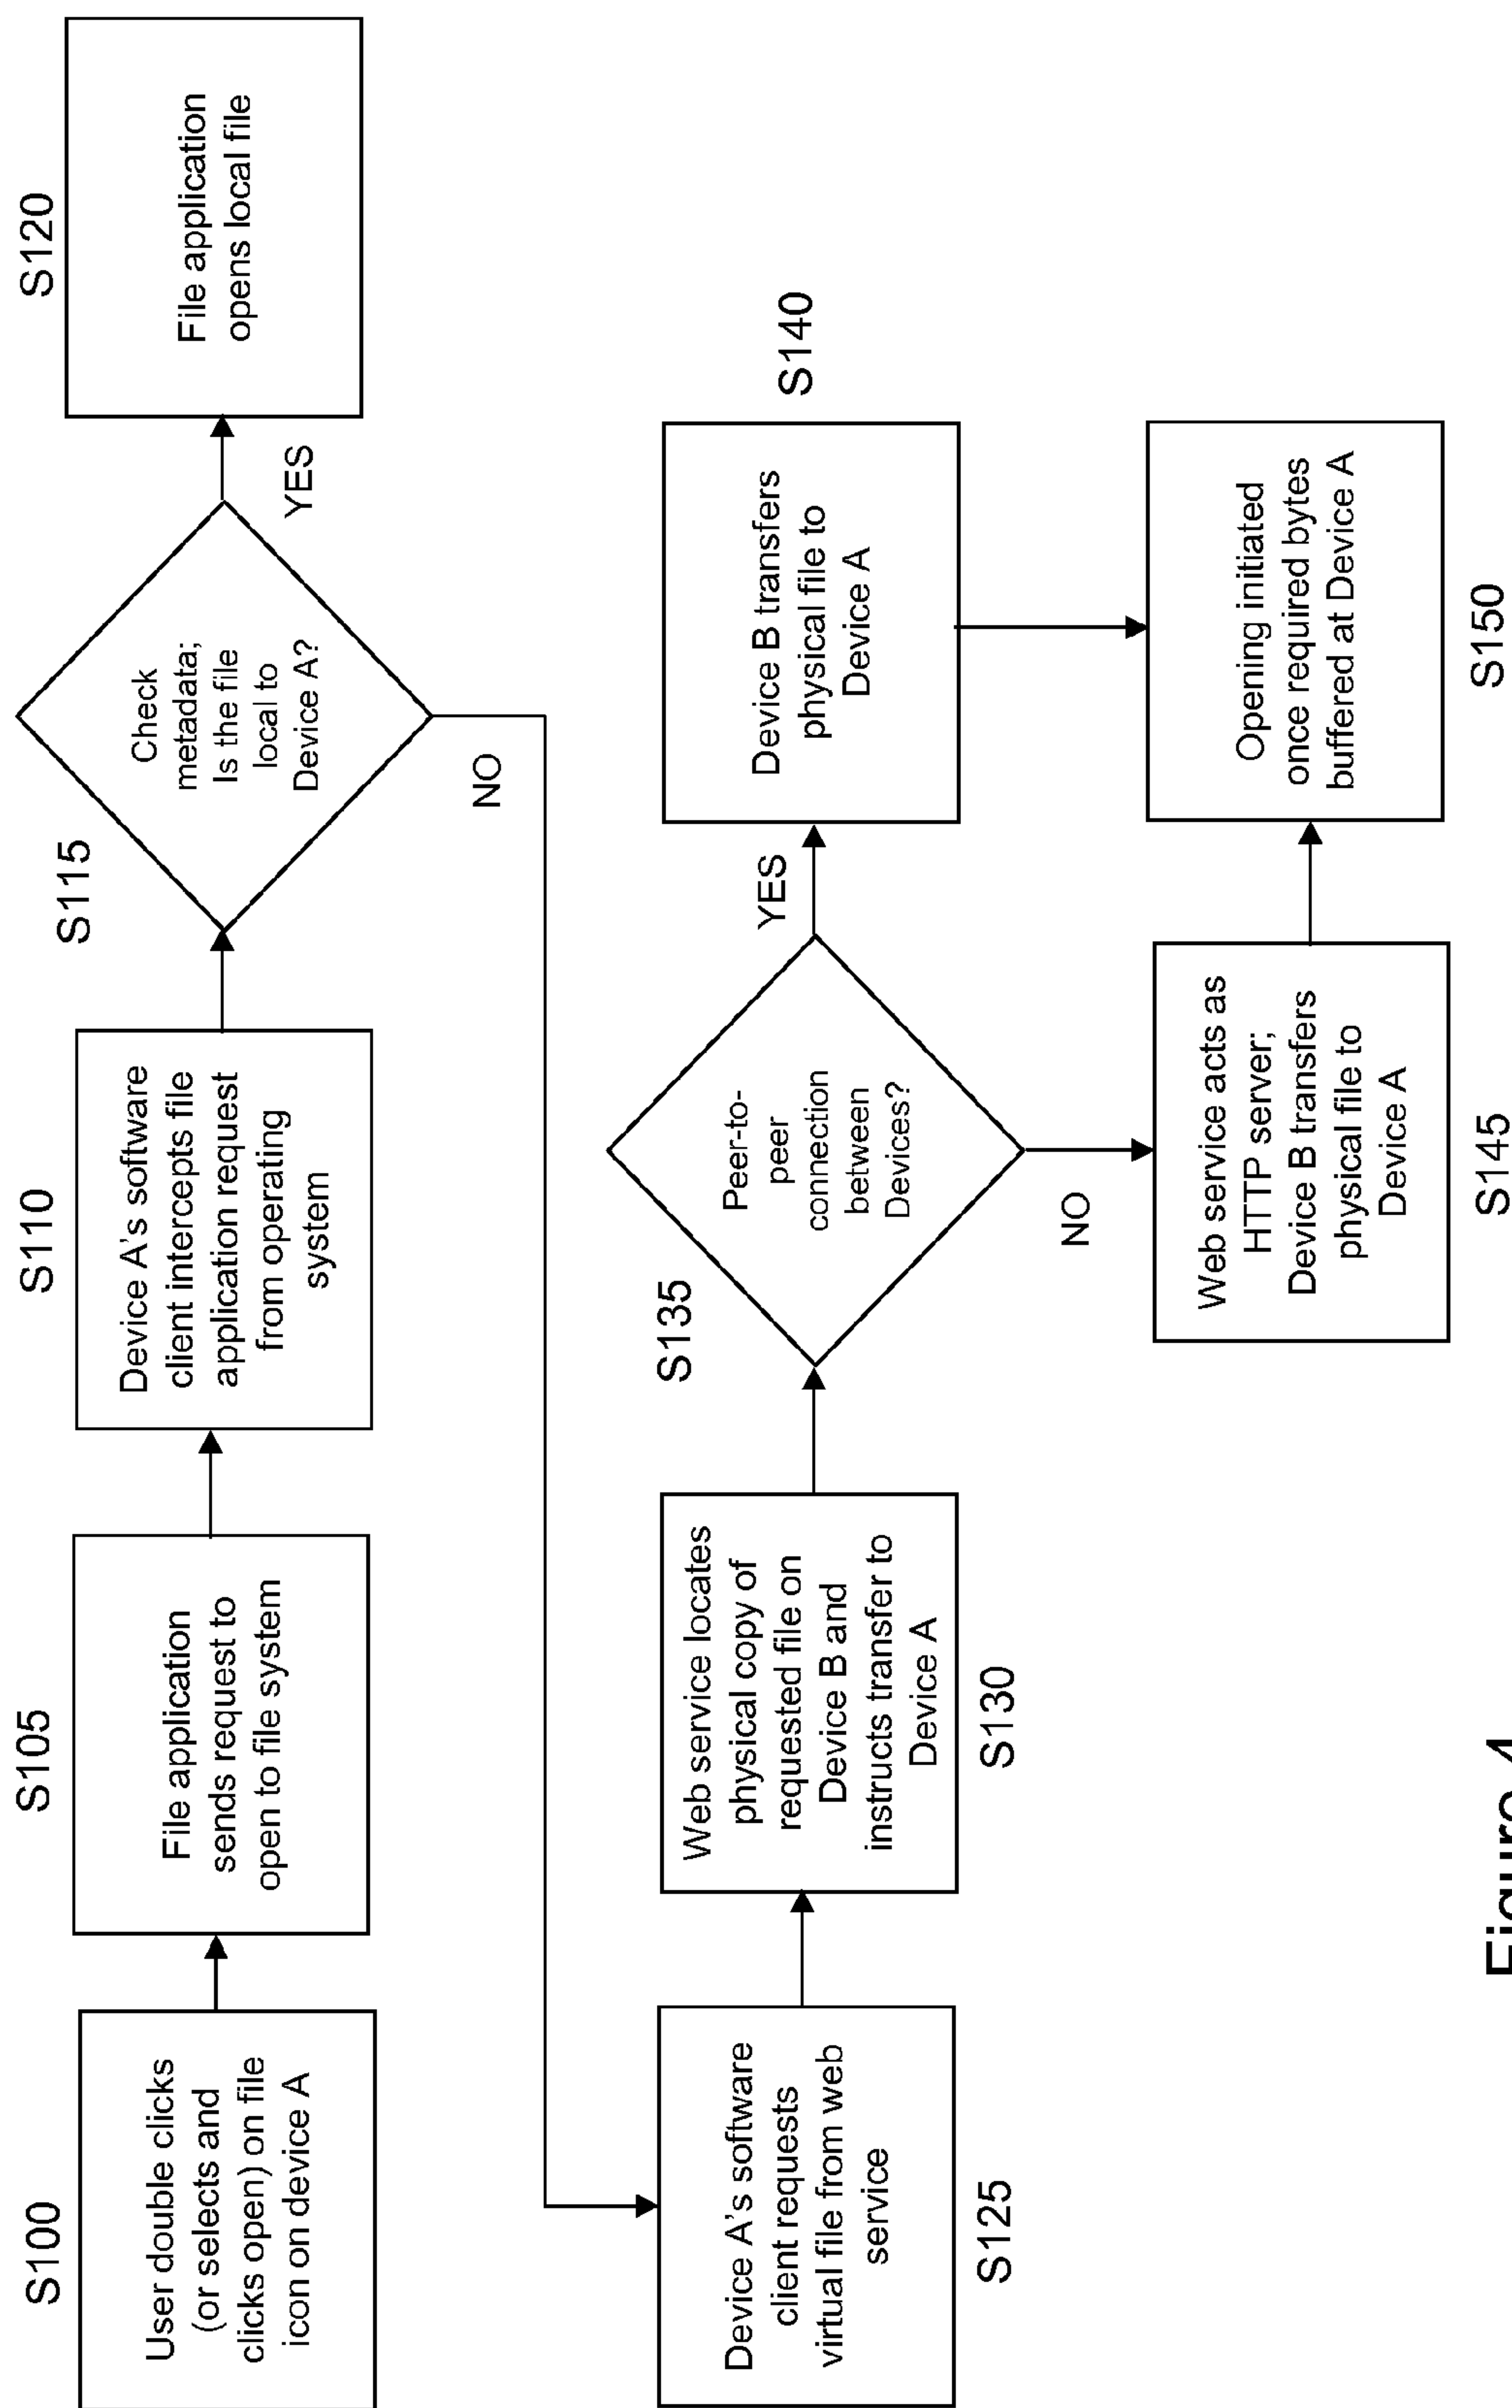 S100
User double clicks
(or selects and
clicks open) on file
icon on device A
S105
File application
sends request to
open to file system
S110
Device A's software
client intercepts file
application request
from operating
system
S115
Check
metadata;
Is the file
local to
Device A?
YES
NO
S120
File application
opens local file
Device A's software
client requests
virtual file from web
service
S125
Web service locates
physical copy of
requested file on
Device B and
instructs transfer to
Device A
S130
S135
Peer-to-
peer
connection
between
Devices?
YES
NO
S140
Device B transfers
physical file to
Device A
Web service acts as
HTTP server;
Device B transfers
physical file to
Device A
S145
Opening initiated
once required bytes
buffered at Device A
S150
Figure 4